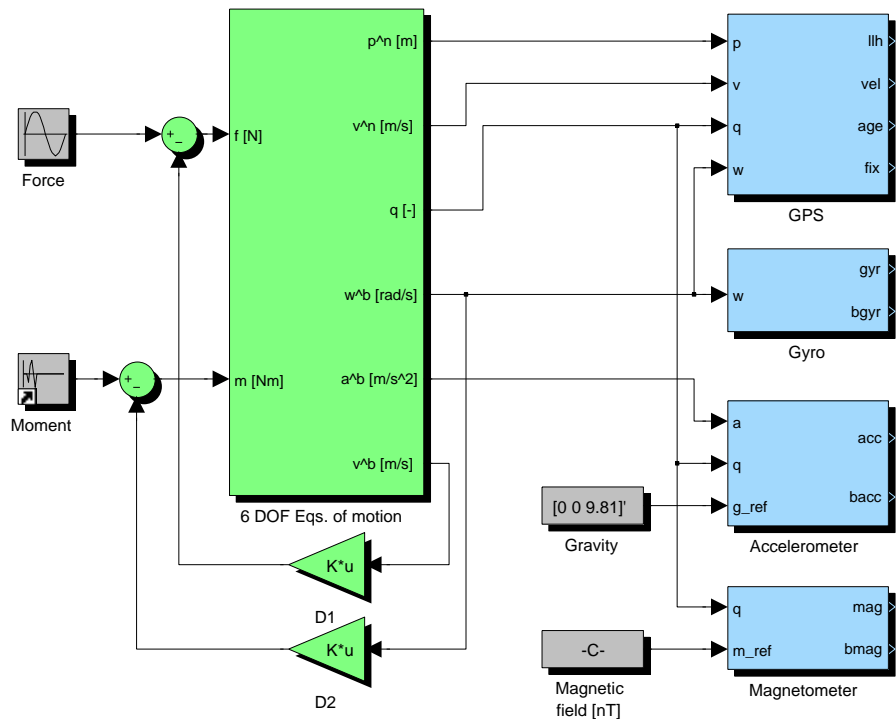 Force
Moment
+
_
+
_
f [N]
m [Nm]
p^n [m]
v^n [m/s]
q [-]
w^b [rad/s]
a^b [m/s^2]
v^b [m/s]
6 DOF Eqs. of motion
K*u
D1
K*u
D2
p
v
q
w
llh
vel
age
fix
GPS
w
gyr
bgyr
Gyro
[0 0 9.81]'
Gravity
a
q
g_ref
acc
bacc
Accelerometer
-C-
Magnetic
field [nT]
q
m_ref
mag
bmag
Magnetometer